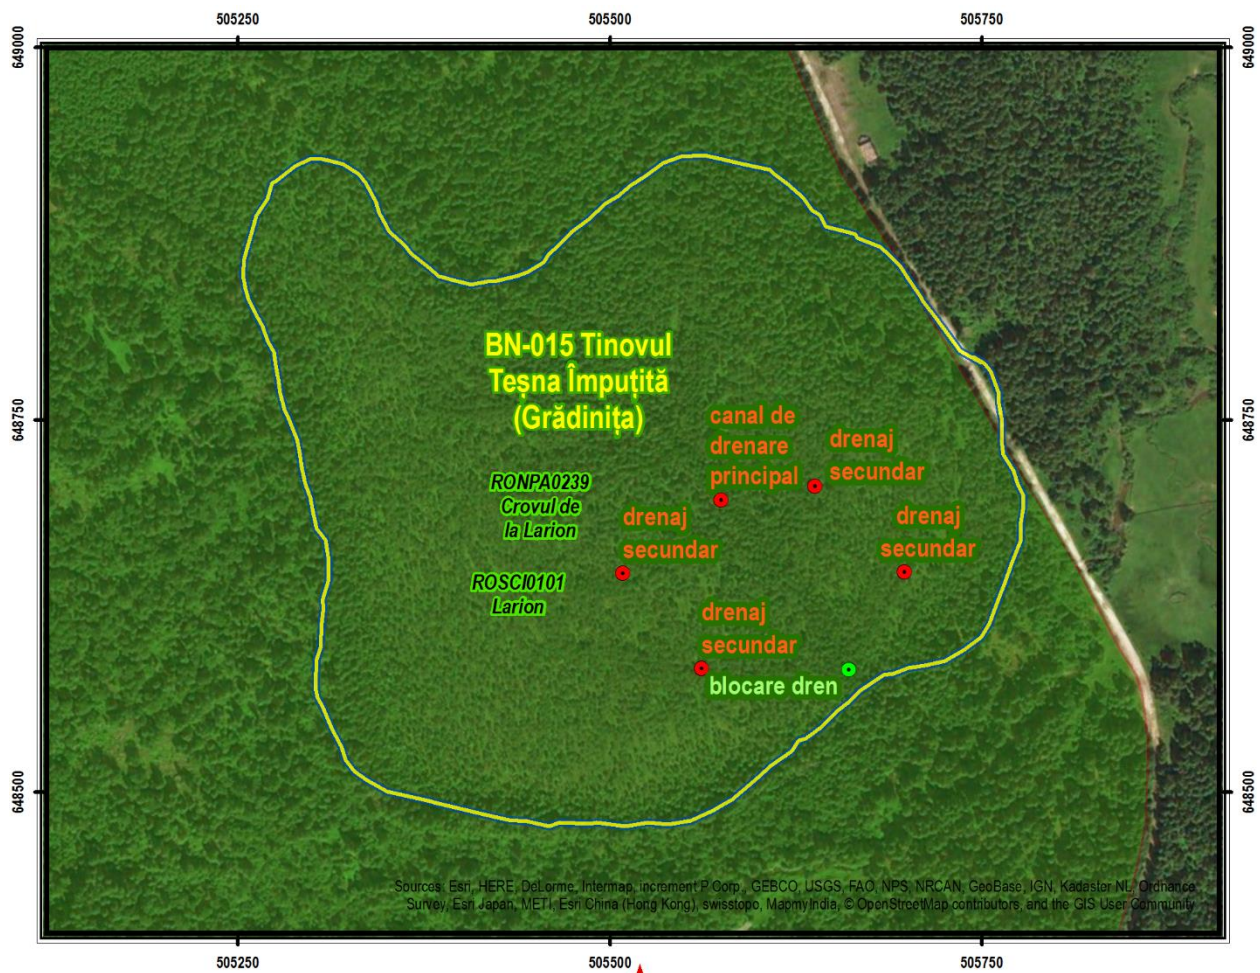 505250
505500
505750
649000
649000
BN-015 Tinovul
Teșna Împuțită
(Grădinița)
canal de
drenare
principal
drenaj
secundar
648750
648750
RONPA0239
Crovul de
la Larion
drenaj
secundar
drenaj
secundar
ROSCI0101
Larion
drenaj
secundar
blocare dren
648500
648500
Sources: Esri, HERE, DeLorme, Intermap, increment P Corp., GEBCO, USGS, FAO, NPS, NRCAN, GeoBase, IGN, Kadaster NL, Ordnance
Survey, Esri Japan, METI, Esri China (Hong Kong), swisstopo, MapmyIndia, © OpenStreetMap contributors, and the GIS User Community
505250
505500
505750